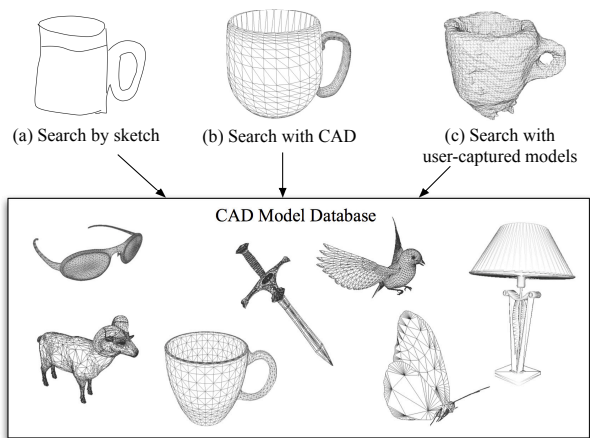 (a) Search by sketch
(b) Search with CAD
(c) Search with
user-captured models
CAD Model Database